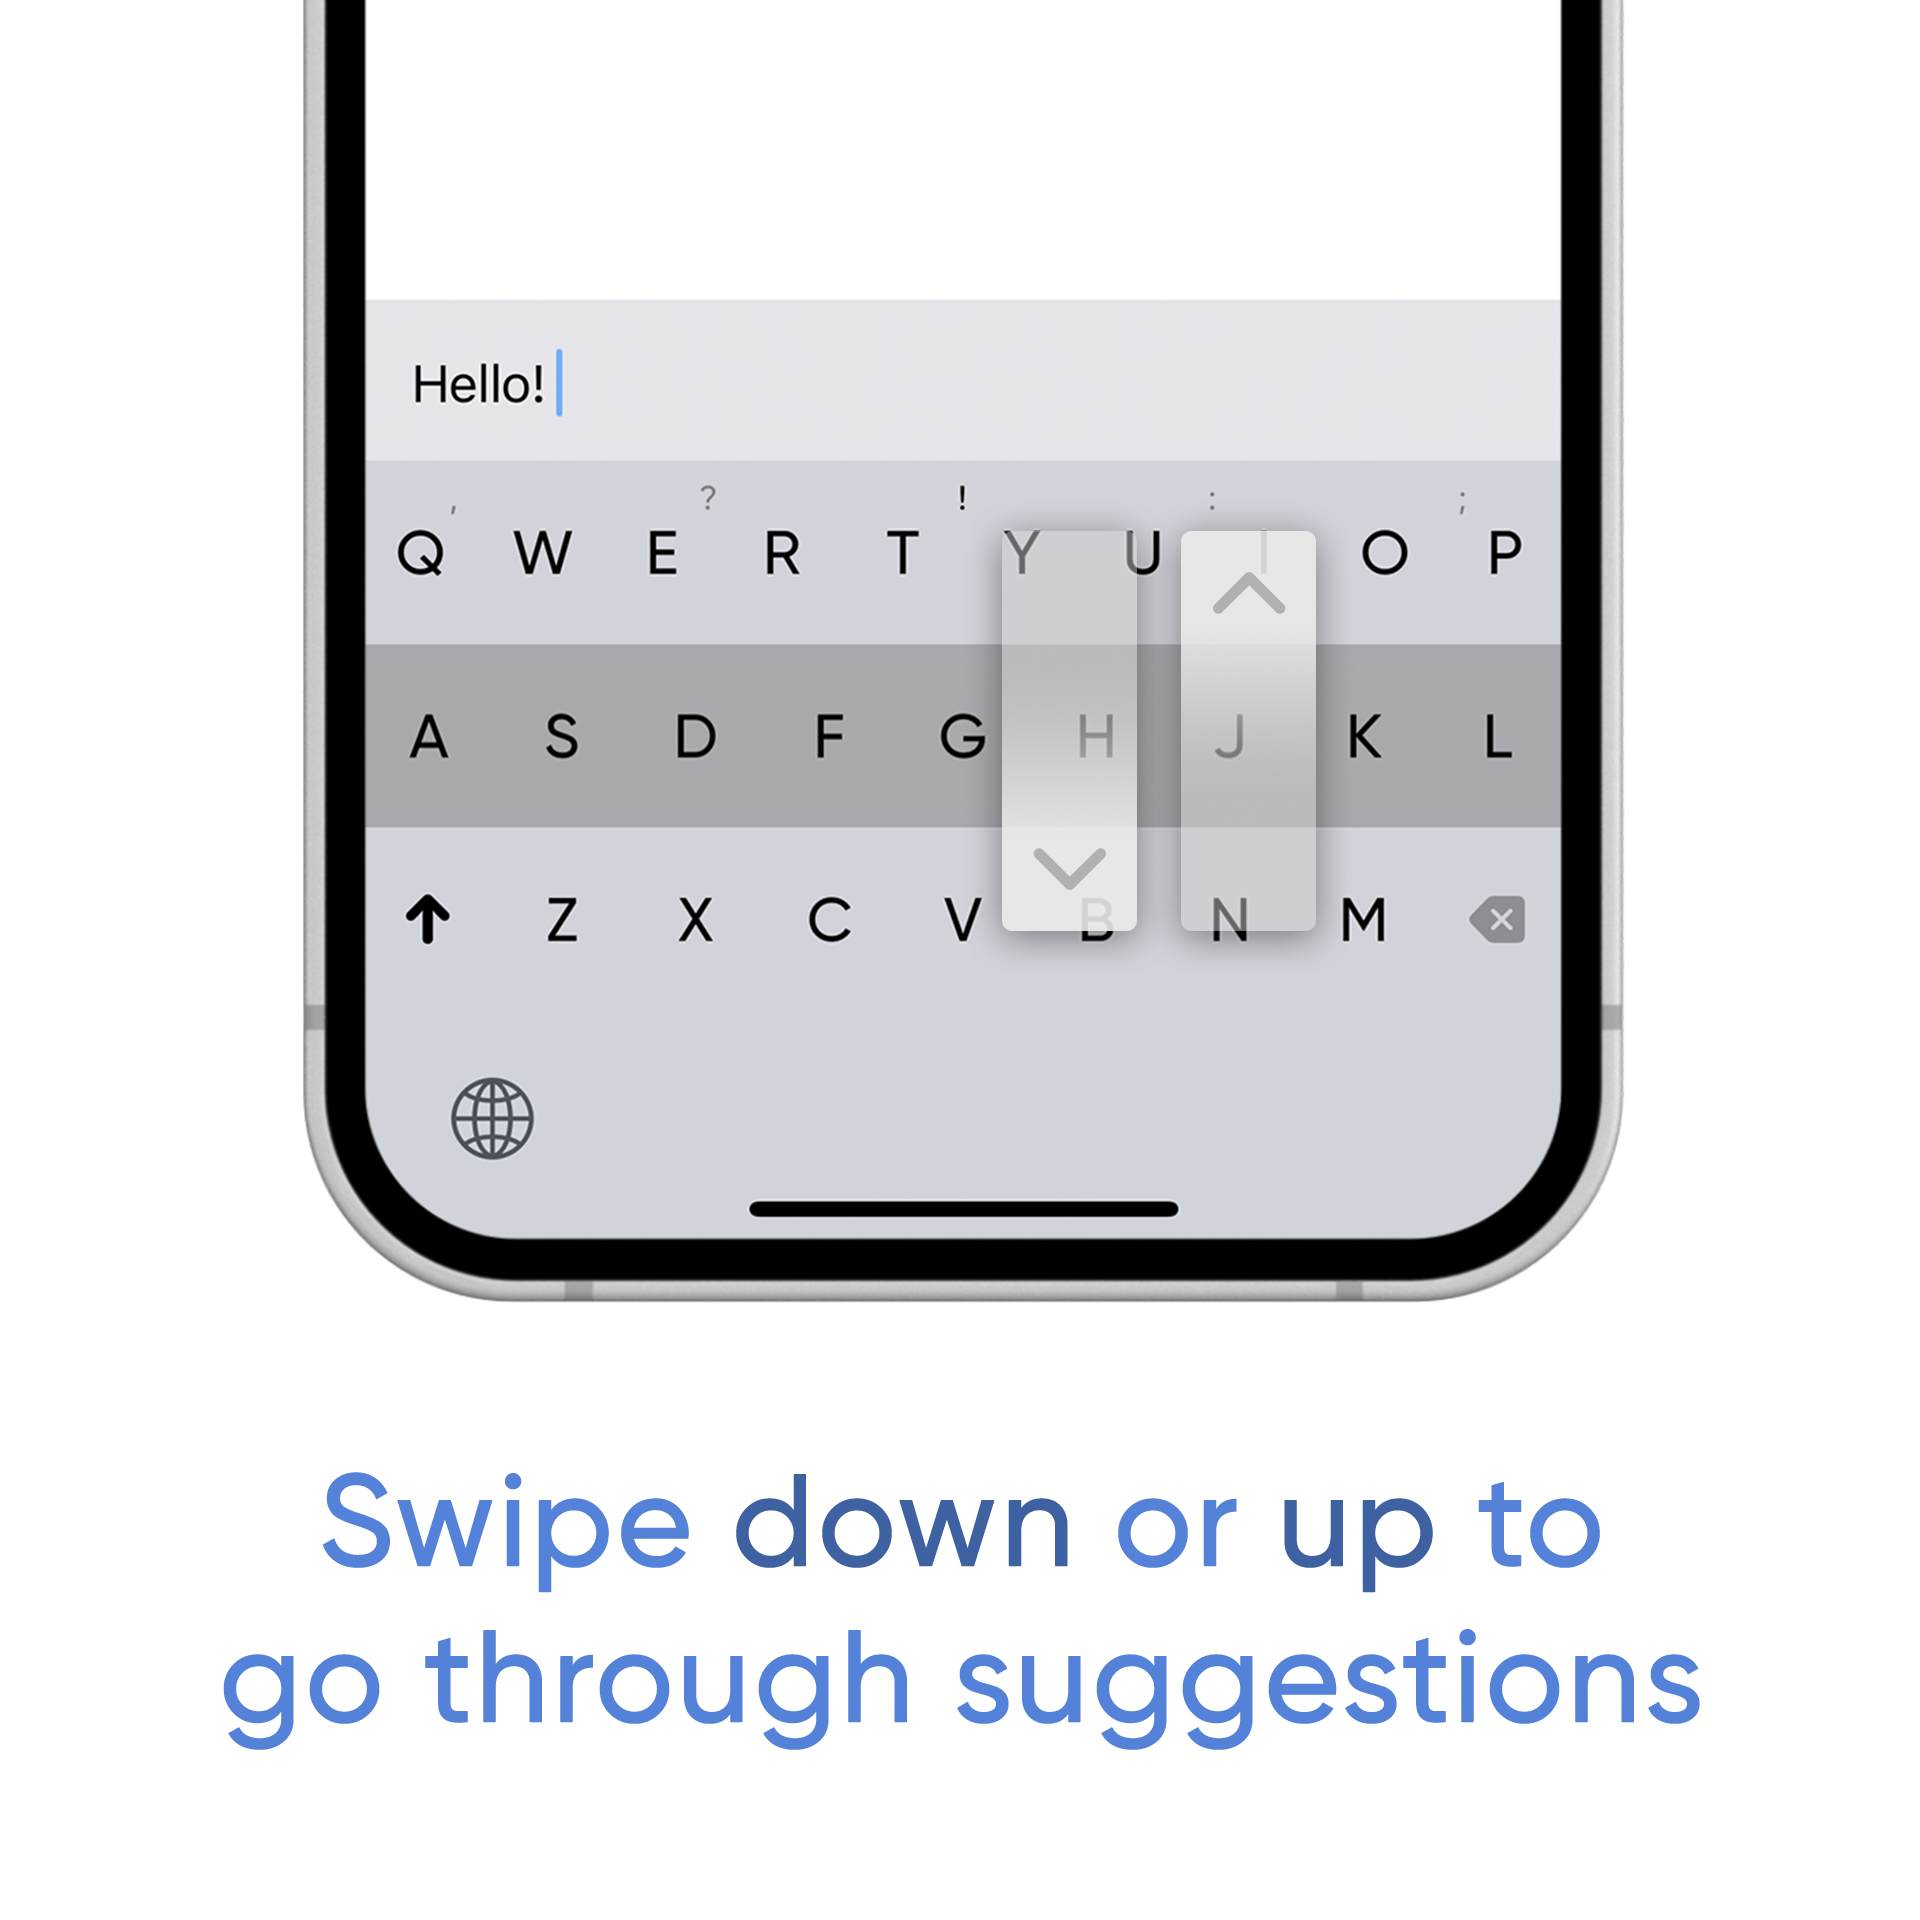 Hello!
, ? ! : ;
Q W E R T Y U I O P
A S D F G H J K L
Z X C V B N M
Swipe down or up to
go through suggestions